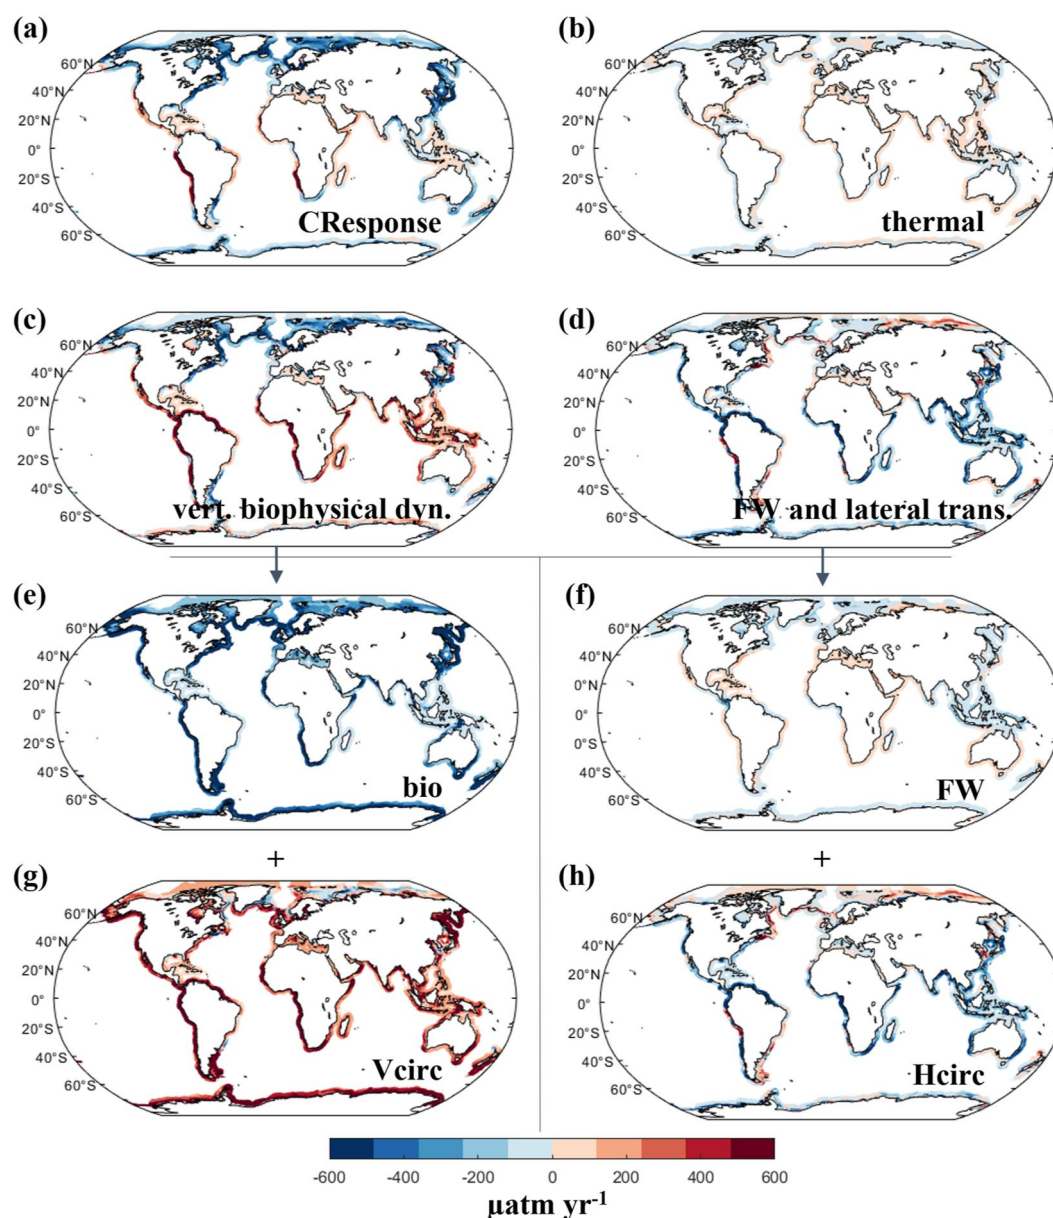 (a)
60°N
40°N
20°N
0°
20°S
40°S
60°S
CResponse
(b)
60°N
40°N
20°N
0°
20°S
40°S
60°S
thermal
(c)
60°N
40°N
20°N
0°
20°S
40°S
60°S
vert. biophysical dyn.
(d)
60°N
40°N
20°N
0°
20°S
40°S
60°S
FW and lateral trans.
(e)
60°N
40°N
20°N
0°
20°S
40°S
60°S
bio
(f)
60°N
40°N
20°N
0°
20°S
40°S
60°S
FW
+
+
(g)
60°N
40°N
20°N
0°
20°S
40°S
60°S
Vcirc
(h)
60°N
40°N
20°N
0°
20°S
40°S
60°S
Hcirc
-600 -400 -200 0 200 400 600
µatm yr-1